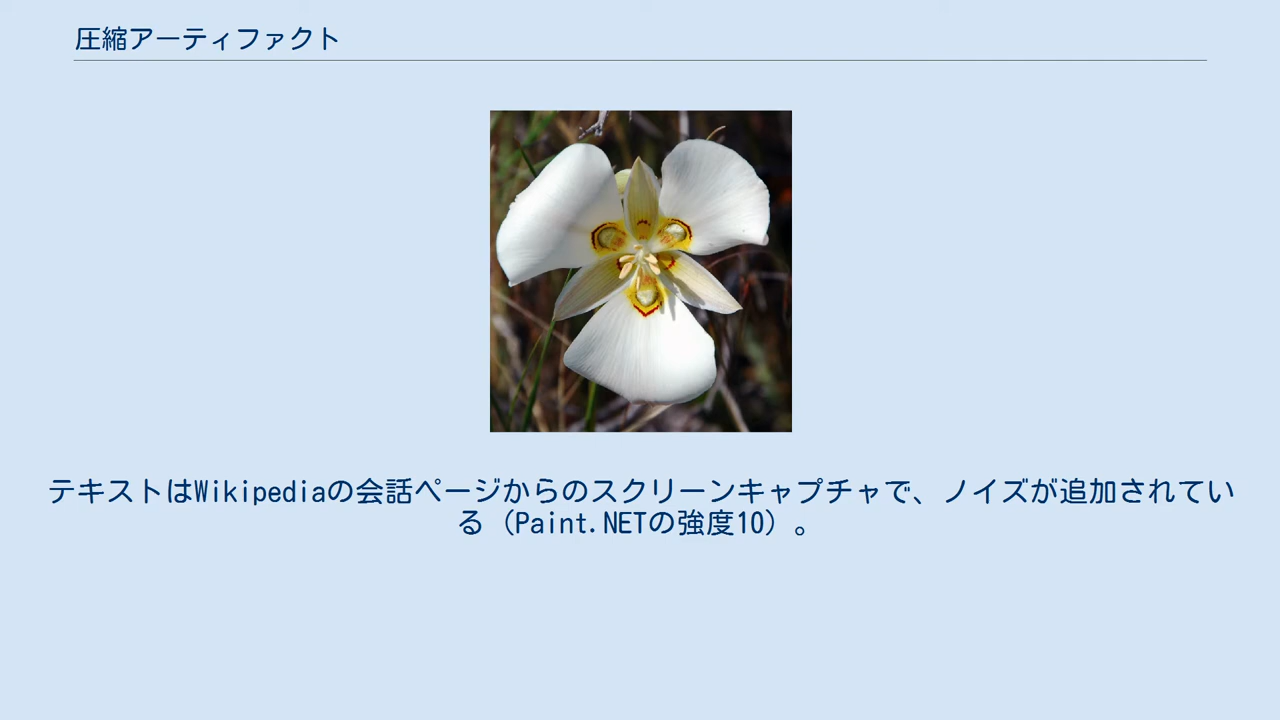 圧縮アーティファクト
テキストはWikipediaの会話ページからのスクリーンキャプチャで、ノイズが追加されてい
る（Paint.NETの強度10）。